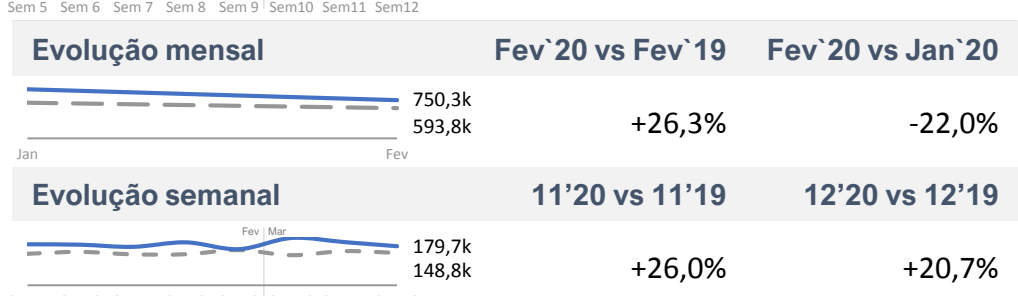 Sem 5 Sem 6 Sem 7 Sem 8 Sem 9 Sem10 Sem11 Sem12
Evolução mensal Fev`20 vs Fev`19 Fev`20 vs Jan`20
750,3k
593,8k
+26,3% -22,0%
Jan Fev
Evolução semanal 11’20 vs 11’19 12’20 vs 12’19
Fev Mar
179,7k
148,8k
+26,0% +20,7%